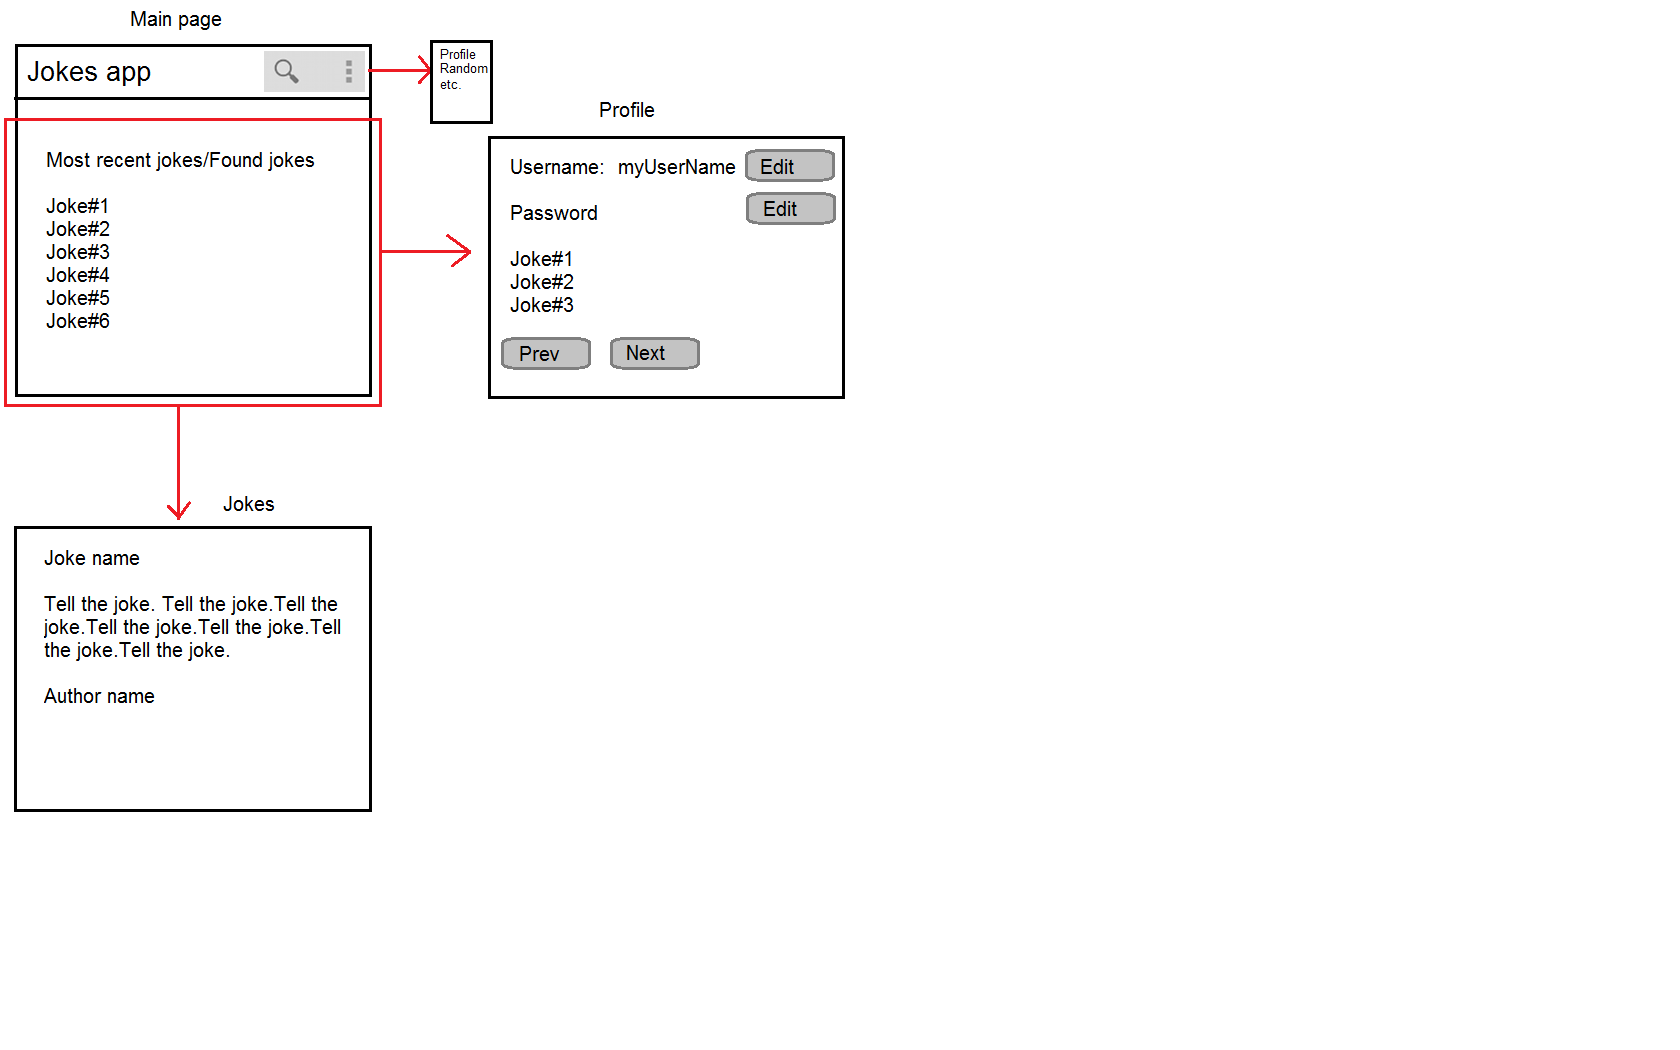 Main page
Jokes app
Profile
Random
etc.
Most recent jokes/Found jokes
Joke#1
Joke#2
Joke#3
Joke#4
Joke#5
Joke#6
Profile
Username: myUserName Edit
Password Edit
Joke#1
Joke#2
Joke#3
Prev Next
Jokes
Joke name
Tell the joke. Tell the joke.Tell the
joke.Tell the joke.Tell the joke.Tell
the joke.Tell the joke.
Author name